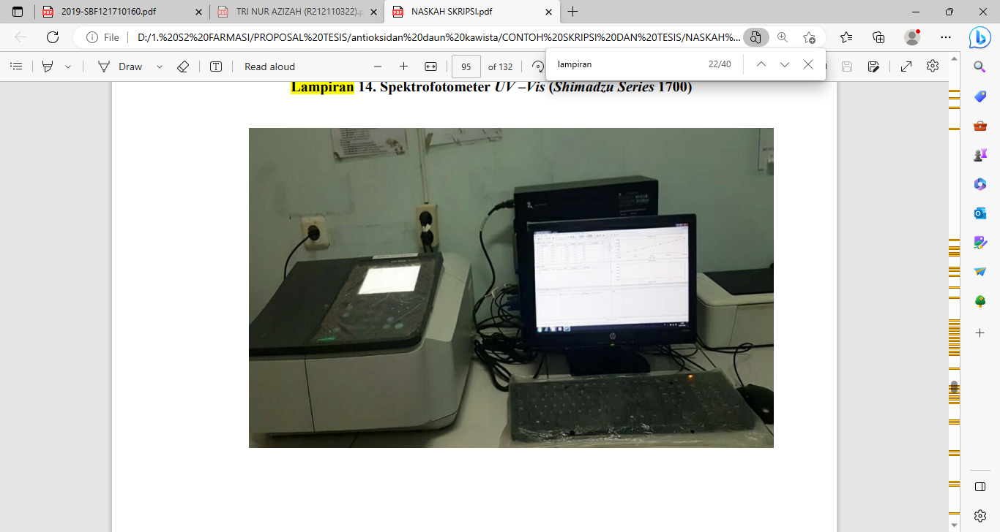 2019-SBF121710160.pdf
TRI NUR AZIZAH (R212110322).p
NASKAH SKRIPSI.pdf
File
D:/1.%20S2%20FARMASI/PROPOSAL%20TESIS/antioksidan%20daun%20kawista/CONTOH%20SKRIPSI%20DAN%20TESIS/NASKAH%...
Draw
Read aloud
95
of 132
lampiran
22/40
Lampiran 14. Spektrofotometer UV –Vis (Shimadzu Series 1700)